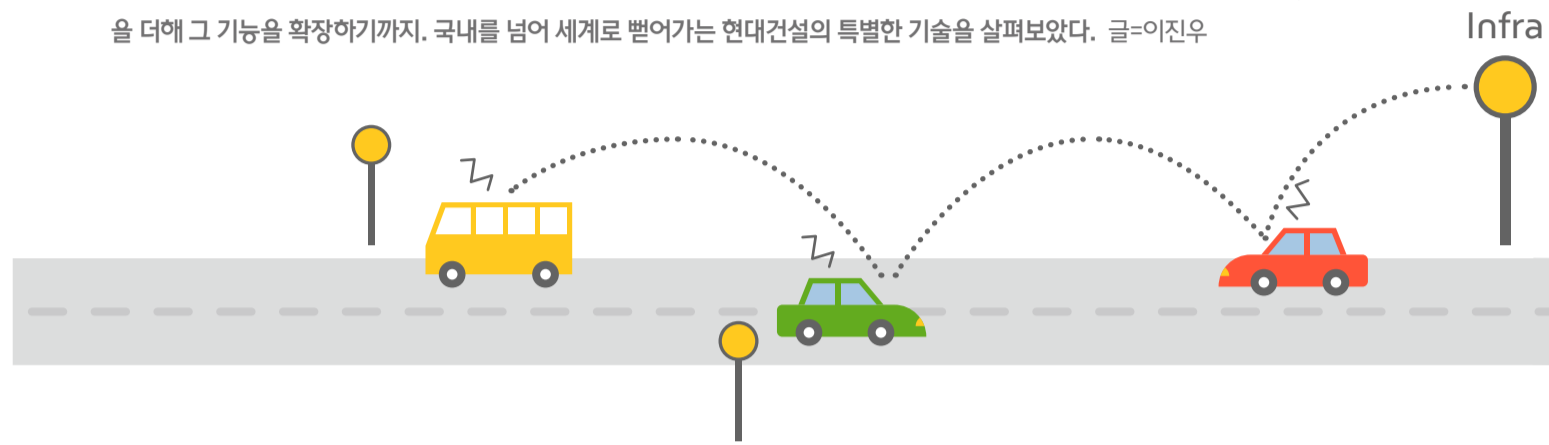 을 더해 그 기능을 확장하기까지. 국내를 넘어 세계로 뻗어가는 현대건설의 특별한 기술을 살펴보았다. 글=이진우
Infra